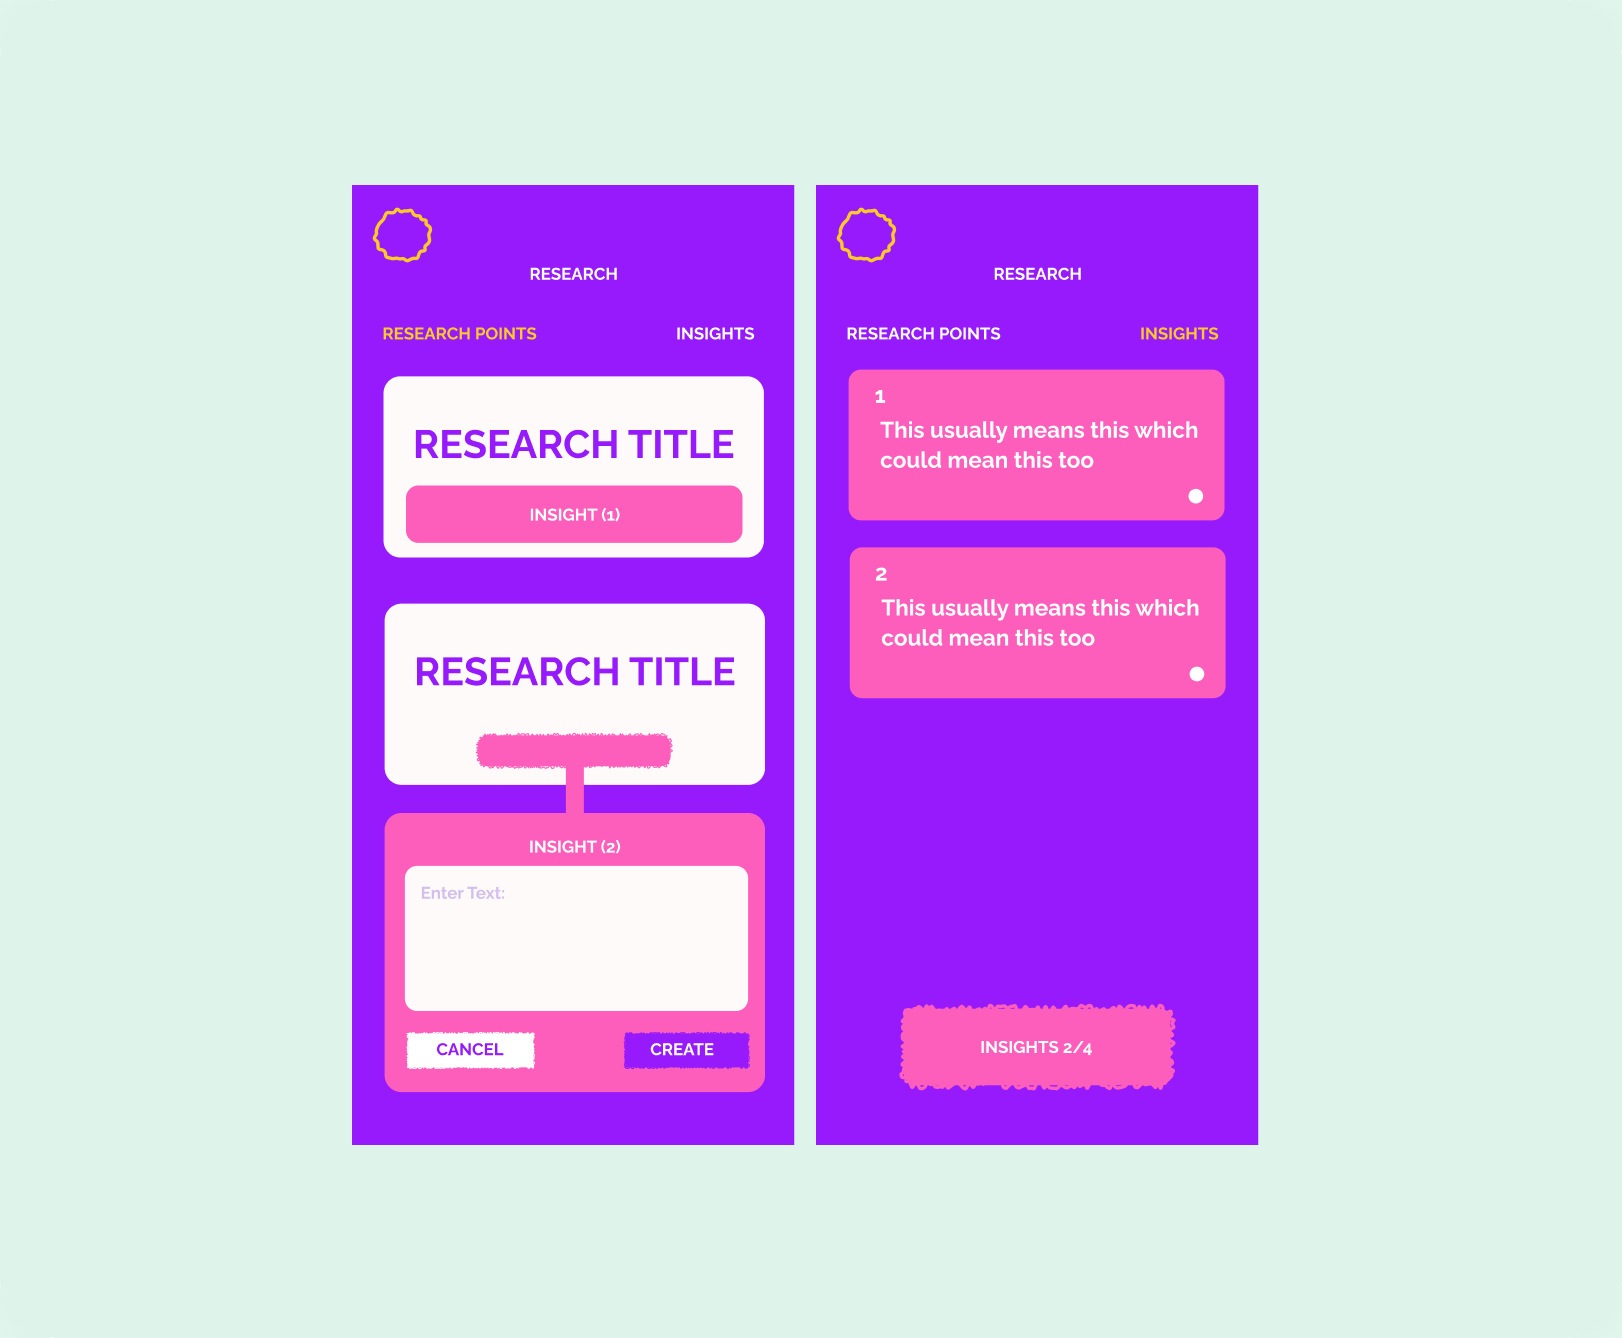 RESEARCH
RESEARCH POINTS
INSIGHTS
RESEARCH TITLE
INSIGHT (1)
RESEARCH TITLE
INSIGHT (2)
Enter Text:
CANCEL
CREATE
RESEARCH
RESEARCH POINTS
INSIGHTS
1
This usually means this which
could mean this too
2
This usually means this which
could mean this too
INSIGHTS 2/4